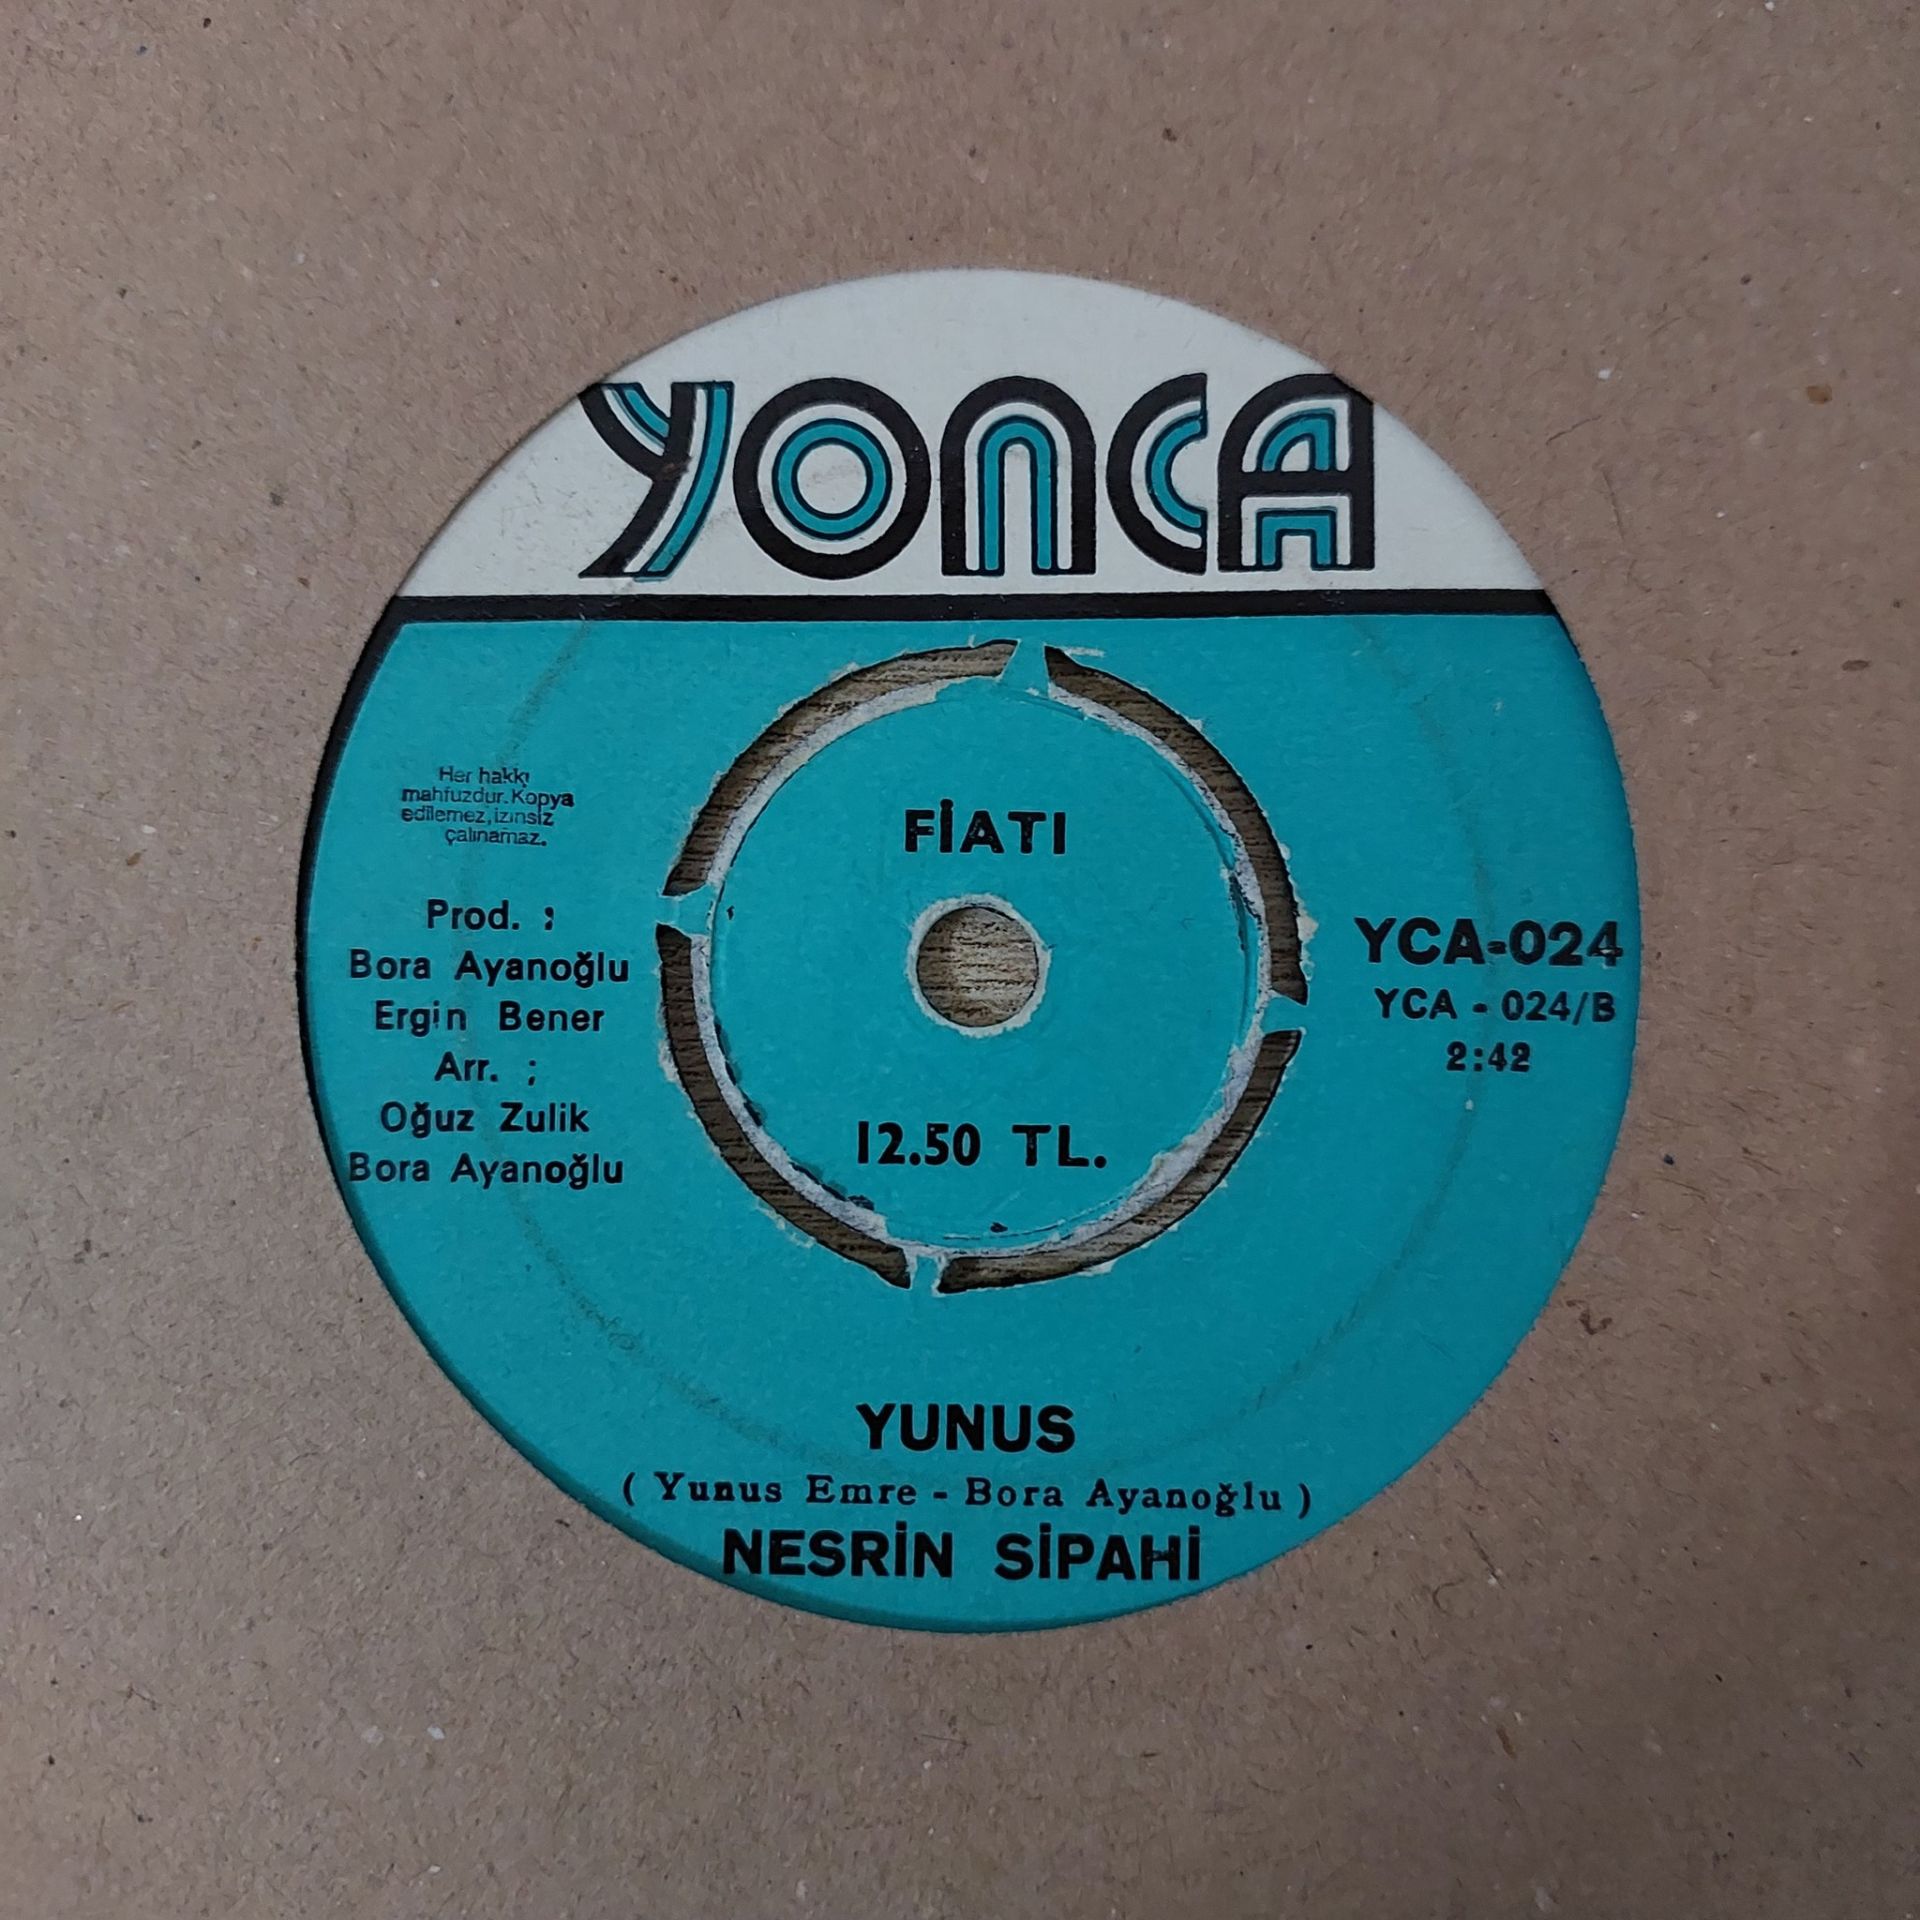 YONCA
Her hakkı
mahfuzdur. Kopya
edilemez, izinsiz
çalınamaz.
FİATI
Prod. :
Bora Ayanoğlu
Ergin Bener
Arr. :
Oğuz Zulik
Bora Ayanoğlu
YCA-024
YCA - 024/B
2:42
12.50 TL.
YUNUS
( Yunus Emre - Bora Ayanoğlu )
NESRİN SİPAHİ